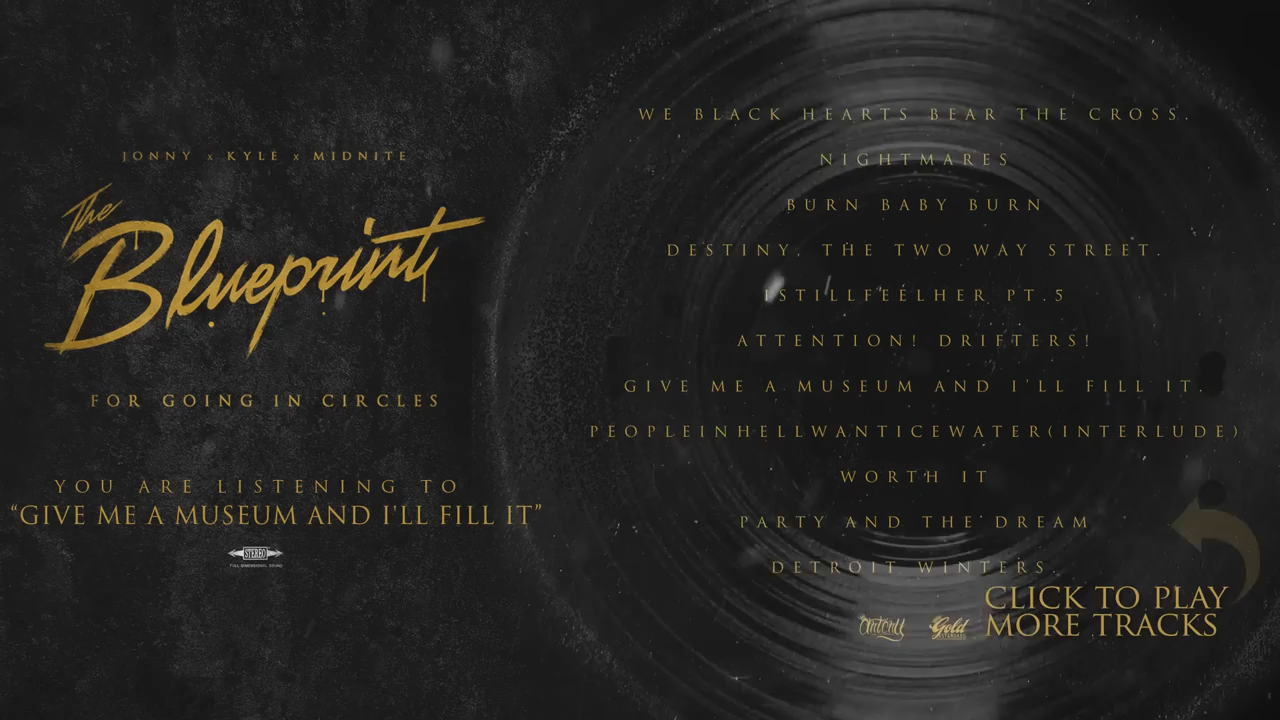 JONNY x KYLE x MIDNITE
The
Blueprint
FOR GOING IN CIRCLES
YOU ARE LISTENING TO
“GIVE ME A MUSEUM AND I'LL FILL IT”
STEREO
FULL DIMENSIONAL SOUND
WE BLACK HEARTS BEAR THE CROSS.
NIGHTMARES
BURN BABY BURN
DESTINY, THE TWO WAY STREET.
ISTILLFEELHER PT.5
ATTENTION! DRIFTERS!
GIVE ME A MUSEUM AND I'LL FILL IT.
PEOPLEINHELLWANTICEWATER(INTERLUDE)
WORTH IT
PARTY AND THE DREAM
DETROIT WINTERS.
Gold
CLICK TO PLAY
MORE TRACKS